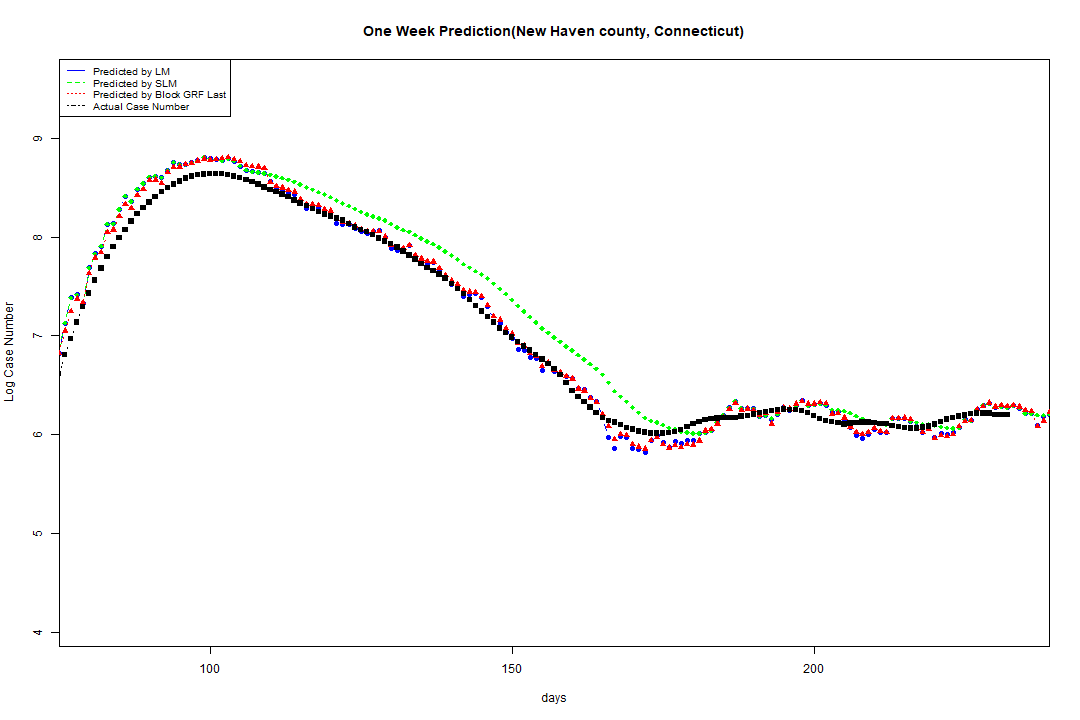 One Week Prediction(New Haven county, Connecticut)
Predicted by LM
Predicted by SLM
Predicted by Block GRF Last
Actual Case Number
9
8
7
6
5
4
Log Case Number
100 150 200
days